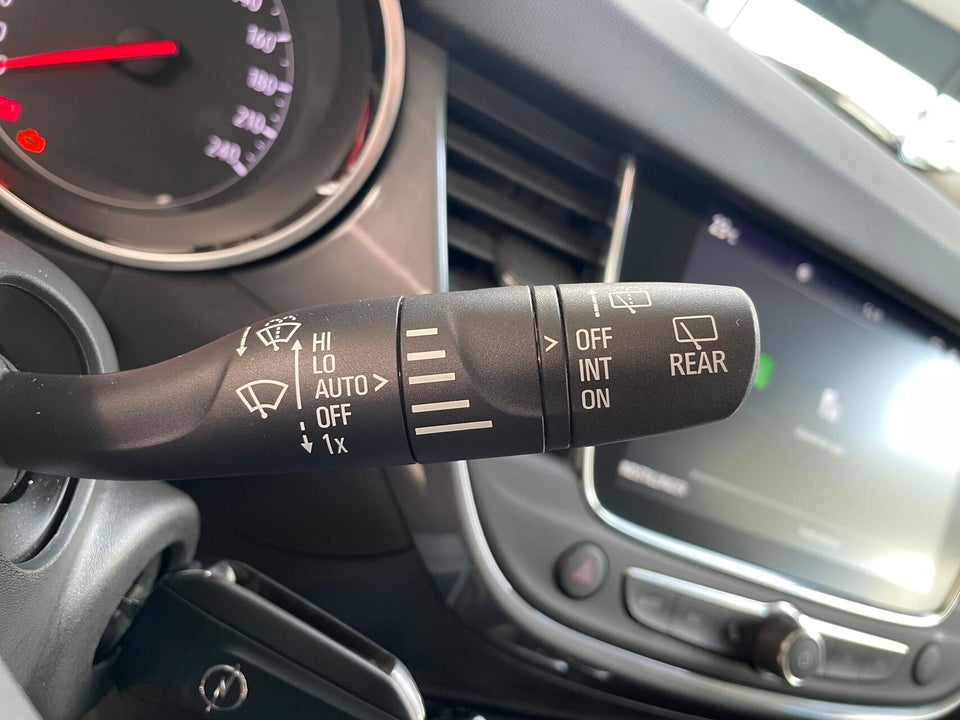 160
180
210
240
HI
LO
AUTO
OFF
1x
OFF
INT
ON
REAR